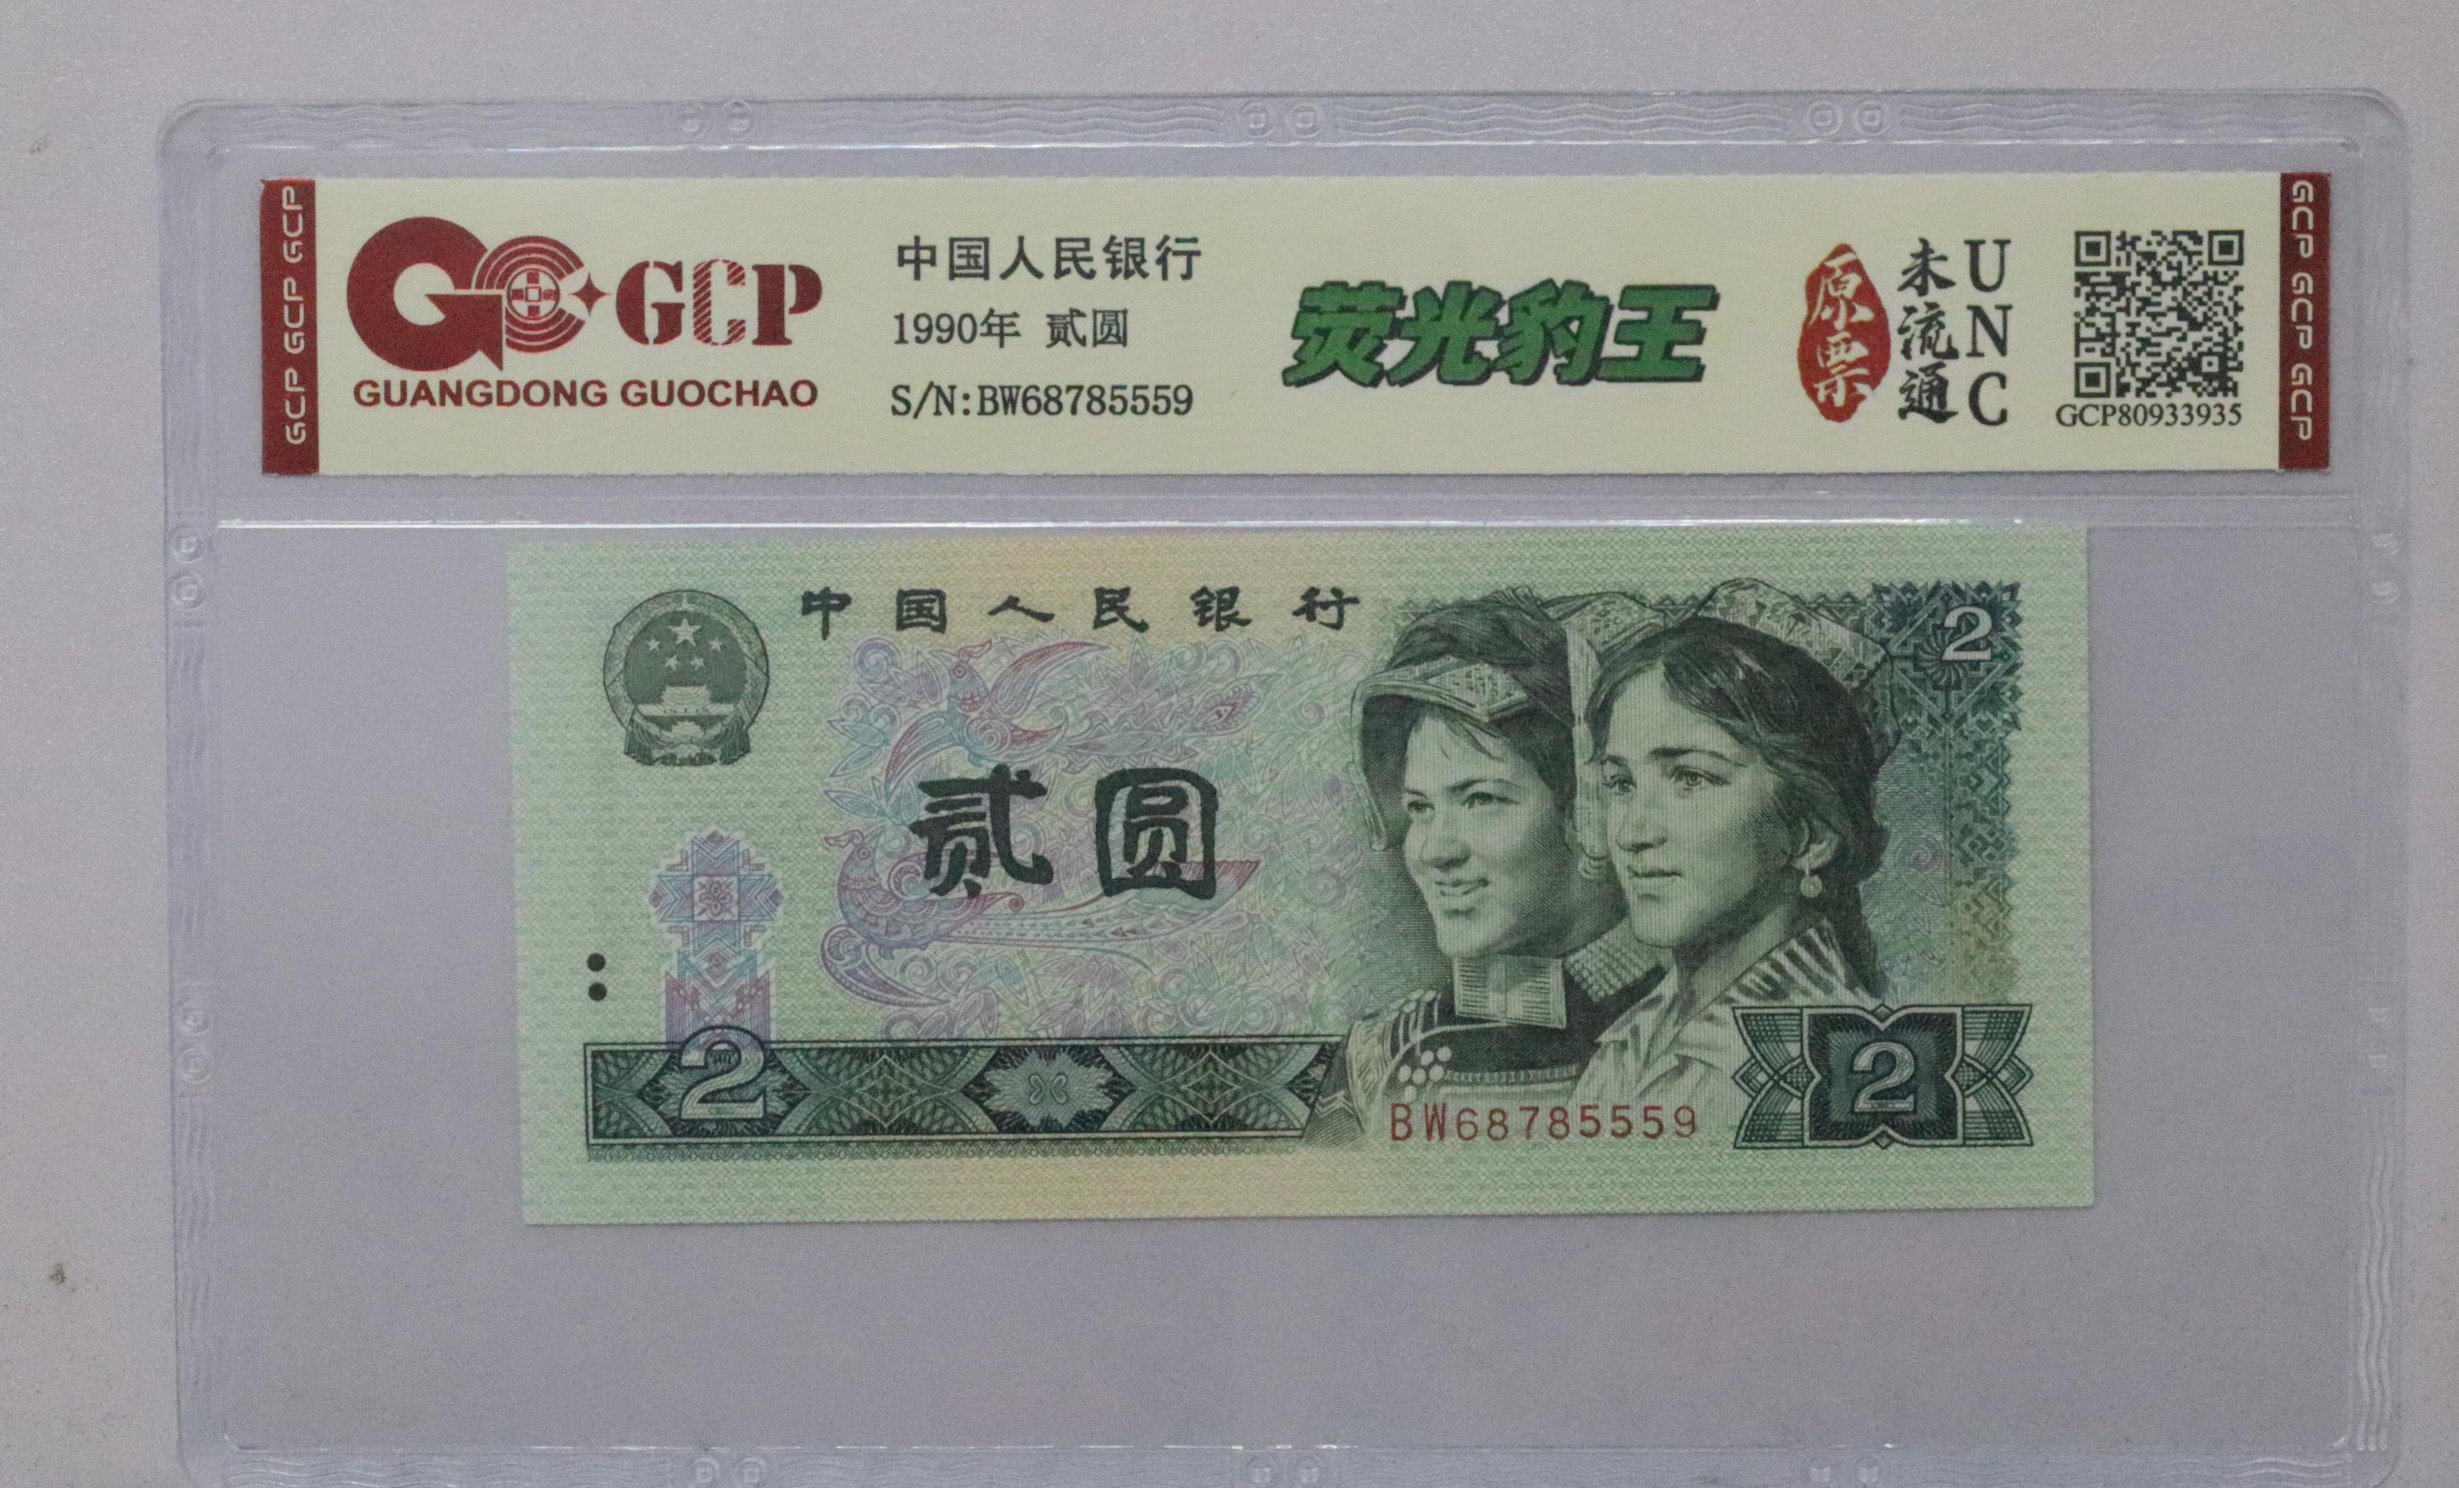 GCP GCP GCP
GCP
GUANGDONG GUOCHAO
中国人民银行
1990年 贰圆
S/N:BW68785559
荧光豹王
原票
未流通
UNC
GCP80933935
GCP GCP GCP
中国人民银行
2
贰圆
2
BW68785559
2